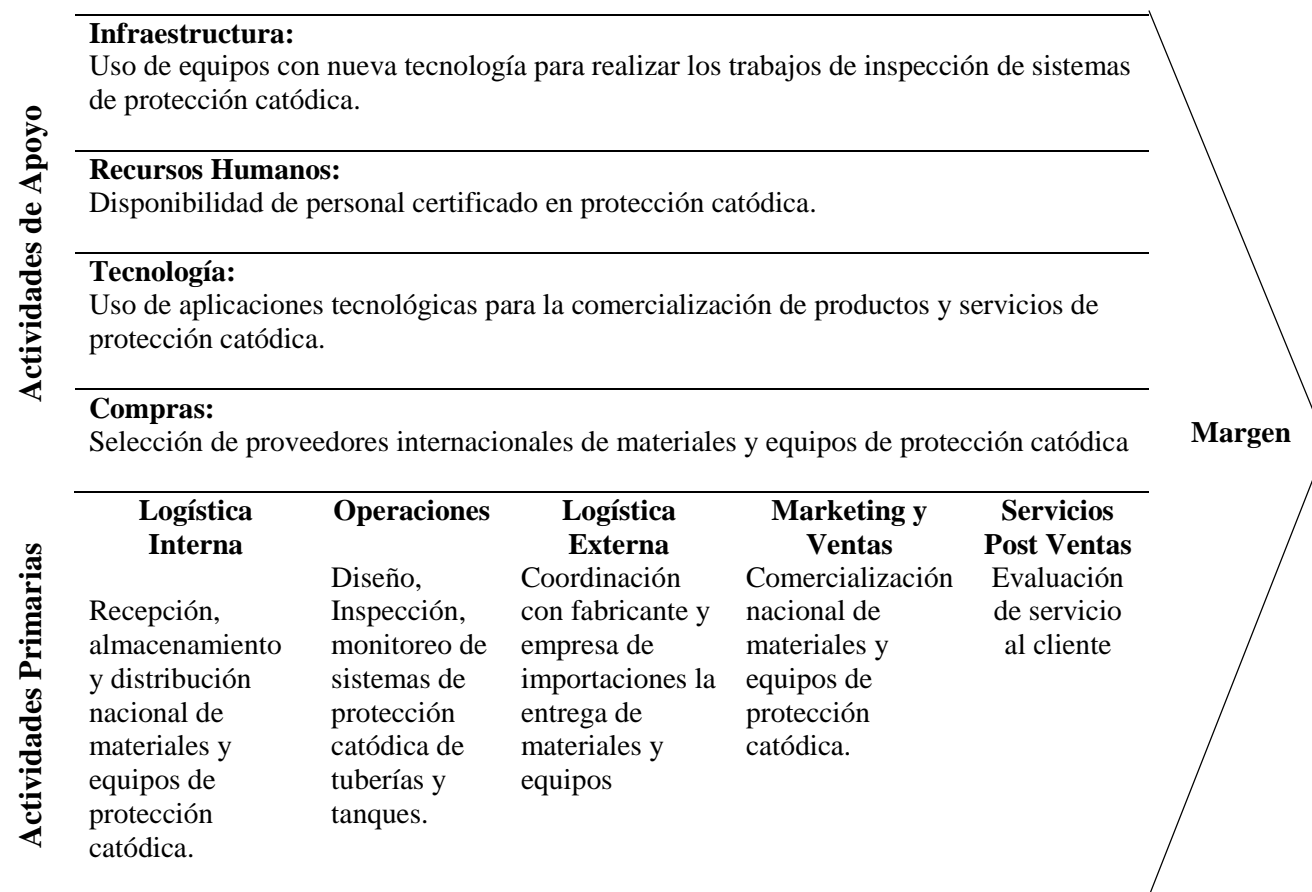 Actividades de Apoyo
Infraestructura:
Uso de equipos con nueva tecnología para realizar los trabajos de inspección de sistemas
de protección catódica.
Recursos Humanos:
Disponibilidad de personal certificado en protección catódica.
Tecnología:
Uso de aplicaciones tecnológicas para la comercialización de productos y servicios de
protección catódica.
Compras:
Selección de proveedores internacionales de materiales y equipos de protección catódica
Margen
Actividades Primarias
Logística
Interna
Recepción,
almacenamiento
y distribución
nacional de
materiales y
equipos de
protección
catódica.
Operaciones
Diseño,
Inspección,
monitoreo de
sistemas de
protección
catódica de
tuberías y
tanques.
Logística
Externa
Coordinación
con fabricante y
empresa de
importaciones la
entrega de
materiales y
equipos
Marketing y
Ventas
Comercialización
nacional de
materiales y
equipos de
protección
catódica.
Servicios
Post Ventas
Evaluación
de servicio
al cliente